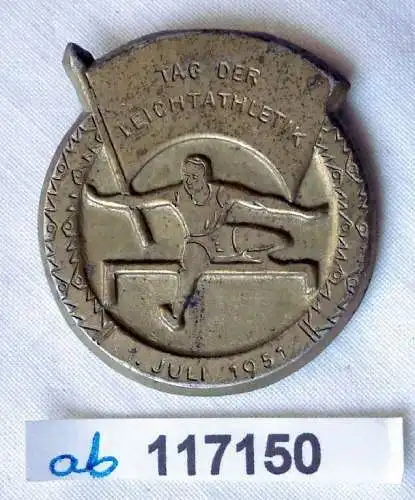 TAG DER
LEICHTATHLETIK
1. JULI 1951
ab 117150